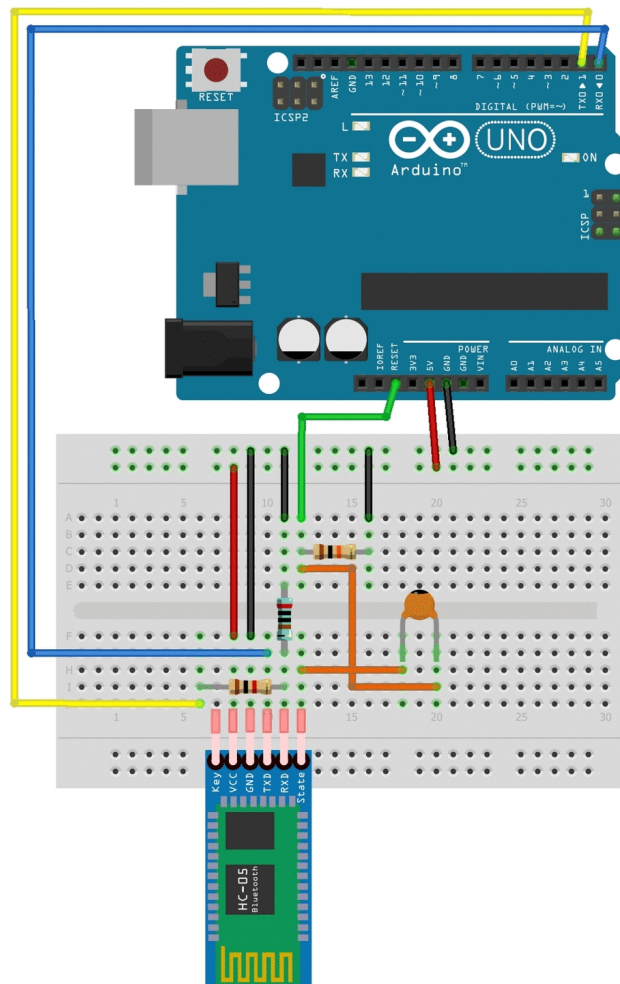 RESET
ICSP2
AREF
GND
13
12
~11
~10
~9
8
7
~6
~5
4
~3
2
TX0▶1
RX0◀0
DIGITAL (PWM=~)
L
TX
RX
Arduino™
UNO
ON
1
ICSP
IOREF
RESET
3V3
5V
GND
GND
VIN
POWER
ANALOG IN
A0
A1
A2
A3
A4
A5
1 5 10 15 20 25 30
A
B
C
D
E
F
H
I
1 5 15 20 25 30
Key
VCC
GND
TXD
RXD
State
HC-05
Bluetooth